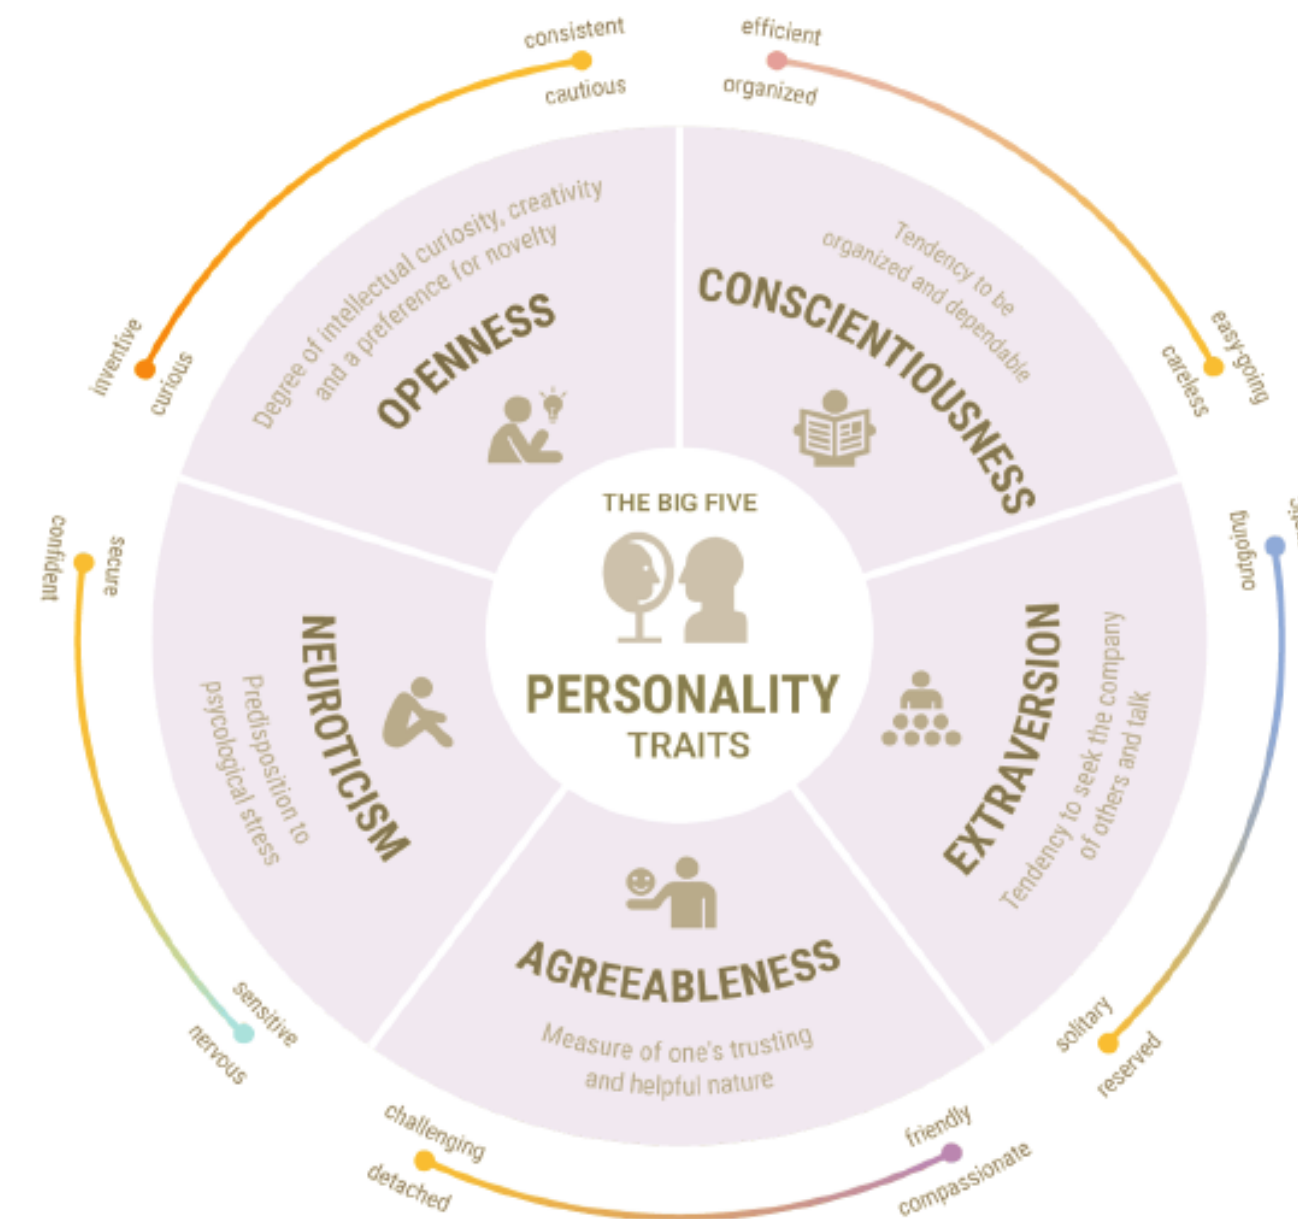 THE BIG FIVE
PERSONALITY
TRAITS
consistent
cautious
Degree of intellectual curiosity, creativity
and a preference for novelty
OPENNESS
inventive
curious
efficient
organized
Tendency to be
organized and dependable
CONSCIENTIOUSNESS
easy-going
careless
outgoing
EXTRAVERSION
Tendency to seek the company
of others and talk
solitary
reserved
AGREEABLENESS
Measure of one's trusting
and helpful nature
friendly
compassionate
challenging
detached
NEUROTICISM
Predisposition to
psycological stress
secure
confident
sensitive
nervous